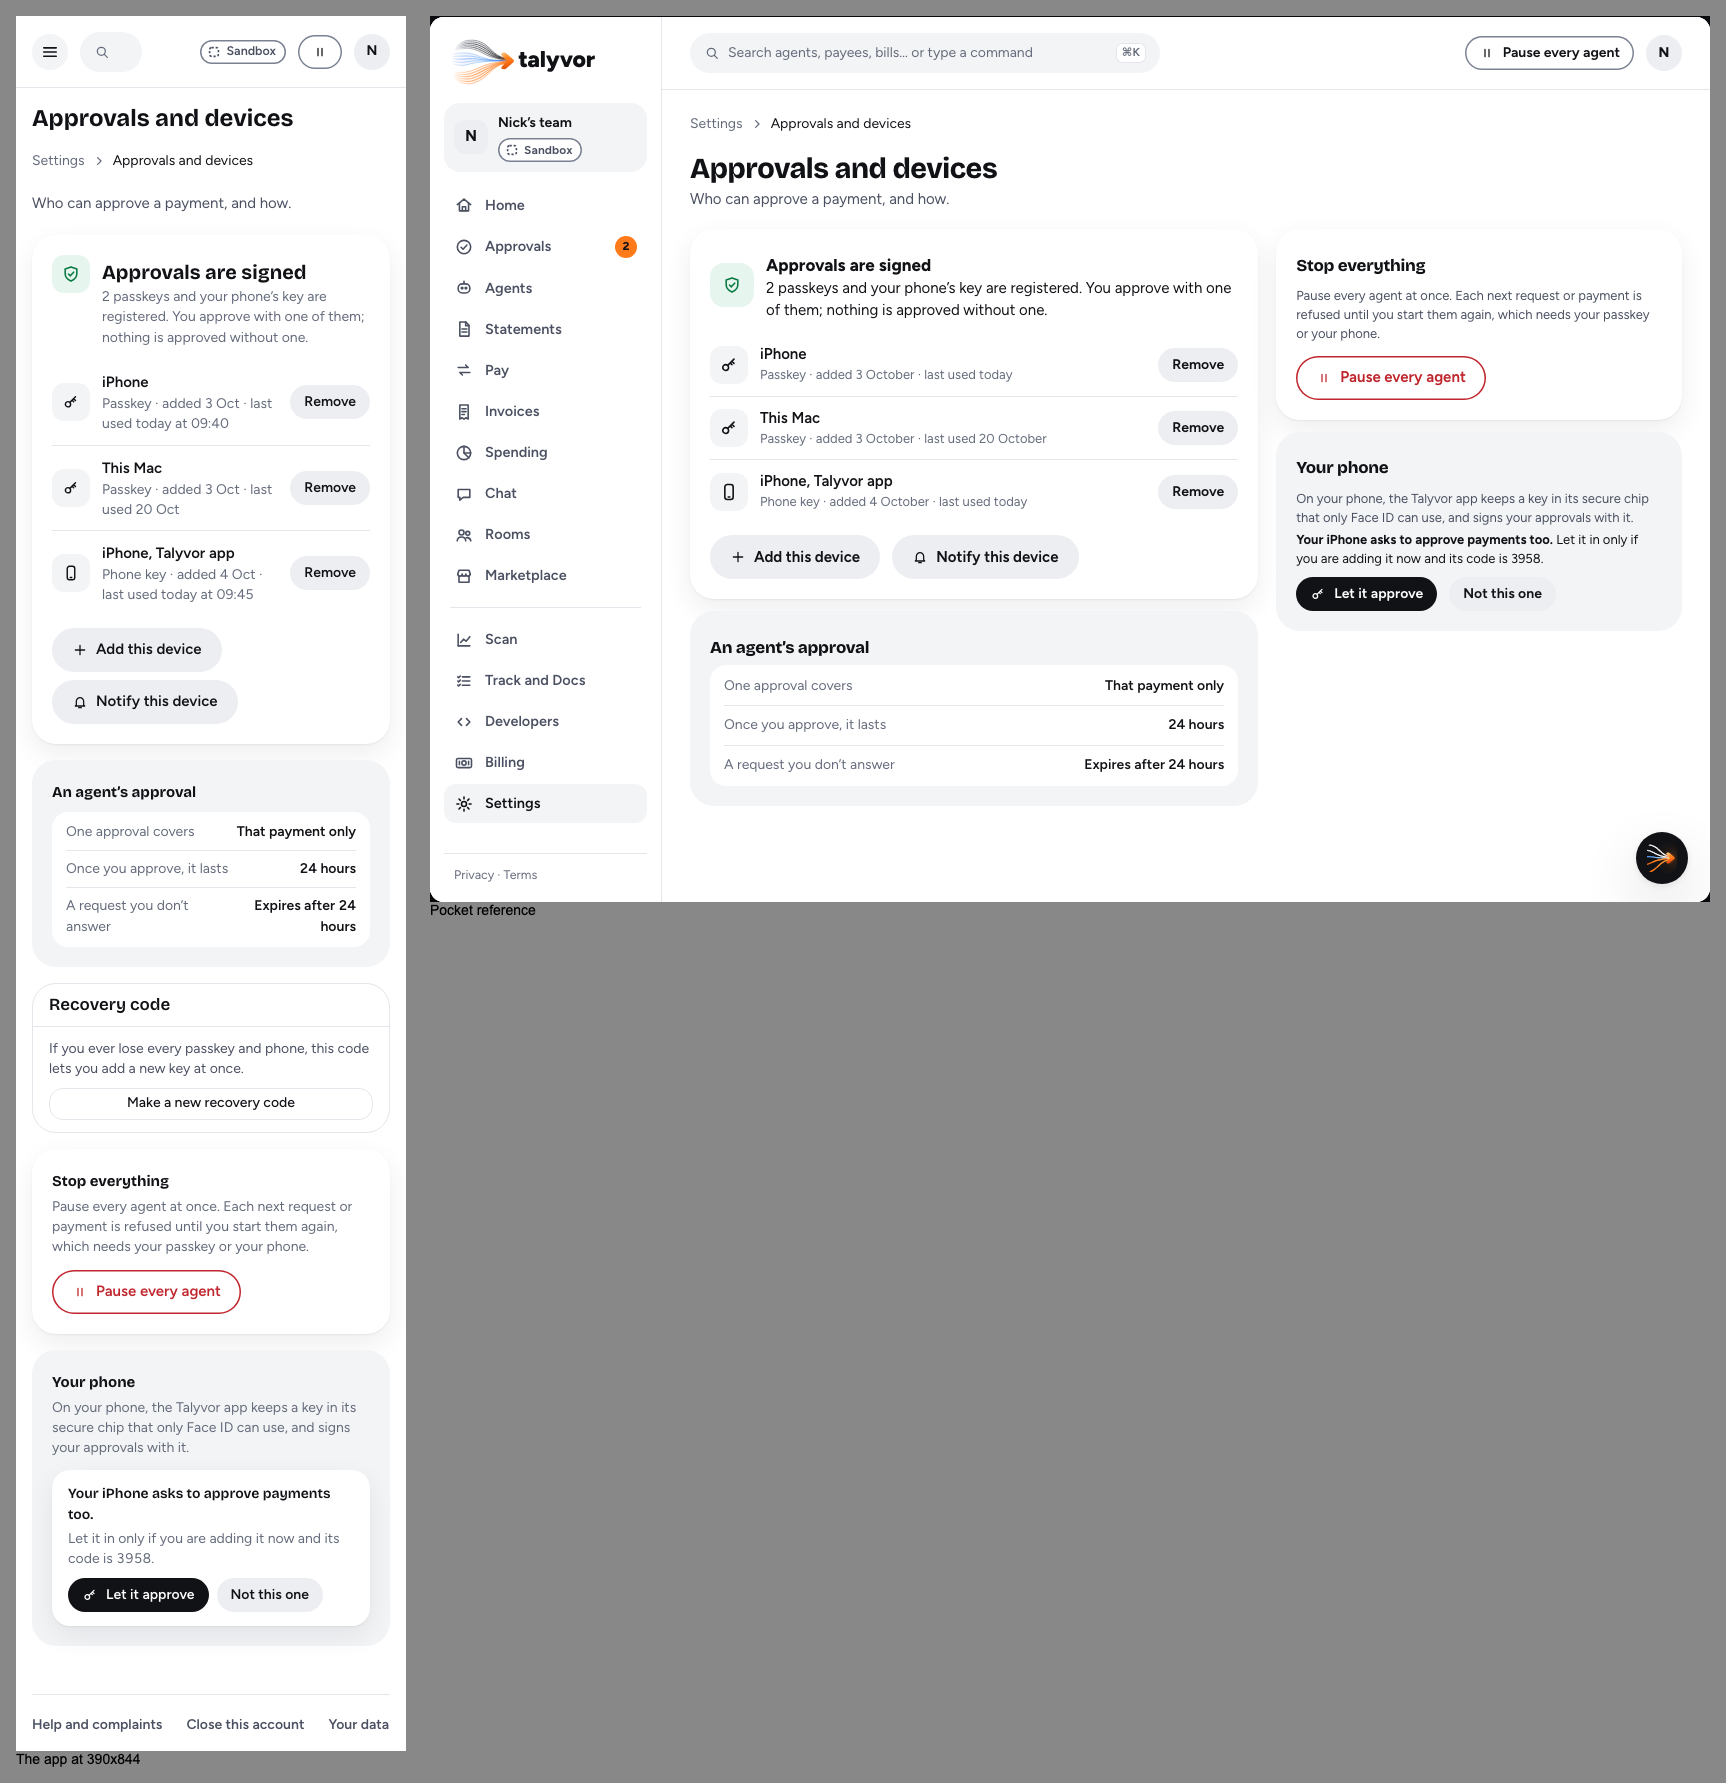 Sandbox
N
Approvals and devices
Settings
Approvals and devices
Who can approve a payment, and how.
Approvals are signed
2 passkeys and your phone’s key are
registered. You approve with one of them;
nothing is approved without one.
iPhone
Passkey · added 3 Oct · last
used today at 09:40
Remove
This Mac
Passkey · added 3 Oct · last
used 20 Oct
Remove
iPhone, Talyvor app
Phone key · added 4 Oct ·
last used today at 09:45
Remove
Add this device
Notify this device
An agent’s approval
One approval covers
That payment only
Once you approve, it lasts
24 hours
A request you don’t
answer
Expires after 24
hours
Recovery code
If you ever lose every passkey and phone, this code
lets you add a new key at once.
Make a new recovery code
Stop everything
Pause every agent at once. Each next request or
payment is refused until you start them again,
which needs your passkey or your phone.
Pause every agent
Your phone
On your phone, the Talyvor app keeps a key in its
secure chip that only Face ID can use, and signs
your approvals with it.
Your iPhone asks to approve payments
too.
Let it in only if you are adding it now and its
code is 3958.
Let it approve
Not this one
Help and complaints
Close this account
Your data
The app at 390x844
talyvor
N
Nick’s team
Sandbox
Home
Approvals
2
Agents
Statements
Pay
Invoices
Spending
Chat
Rooms
Marketplace
Scan
Track and Docs
Developers
Billing
Settings
Privacy · Terms
Search agents, payees, bills... or type a command
⌘K
Pause every agent
N
Settings
Approvals and devices
Approvals and devices
Who can approve a payment, and how.
Approvals are signed
2 passkeys and your phone’s key are registered. You approve with one
of them; nothing is approved without one.
iPhone
Passkey · added 3 October · last used today
Remove
This Mac
Passkey · added 3 October · last used 20 October
Remove
iPhone, Talyvor app
Phone key · added 4 October · last used today
Remove
Add this device
Notify this device
An agent’s approval
One approval covers
That payment only
Once you approve, it lasts
24 hours
A request you don’t answer
Expires after 24 hours
Stop everything
Pause every agent at once. Each next request or payment is
refused until you start them again, which needs your passkey
or your phone.
Pause every agent
Your phone
On your phone, the Talyvor app keeps a key in its secure chip
that only Face ID can use, and signs your approvals with it.
Your iPhone asks to approve payments too. Let it in only if
you are adding it now and its code is 3958.
Let it approve
Not this one
Pocket reference